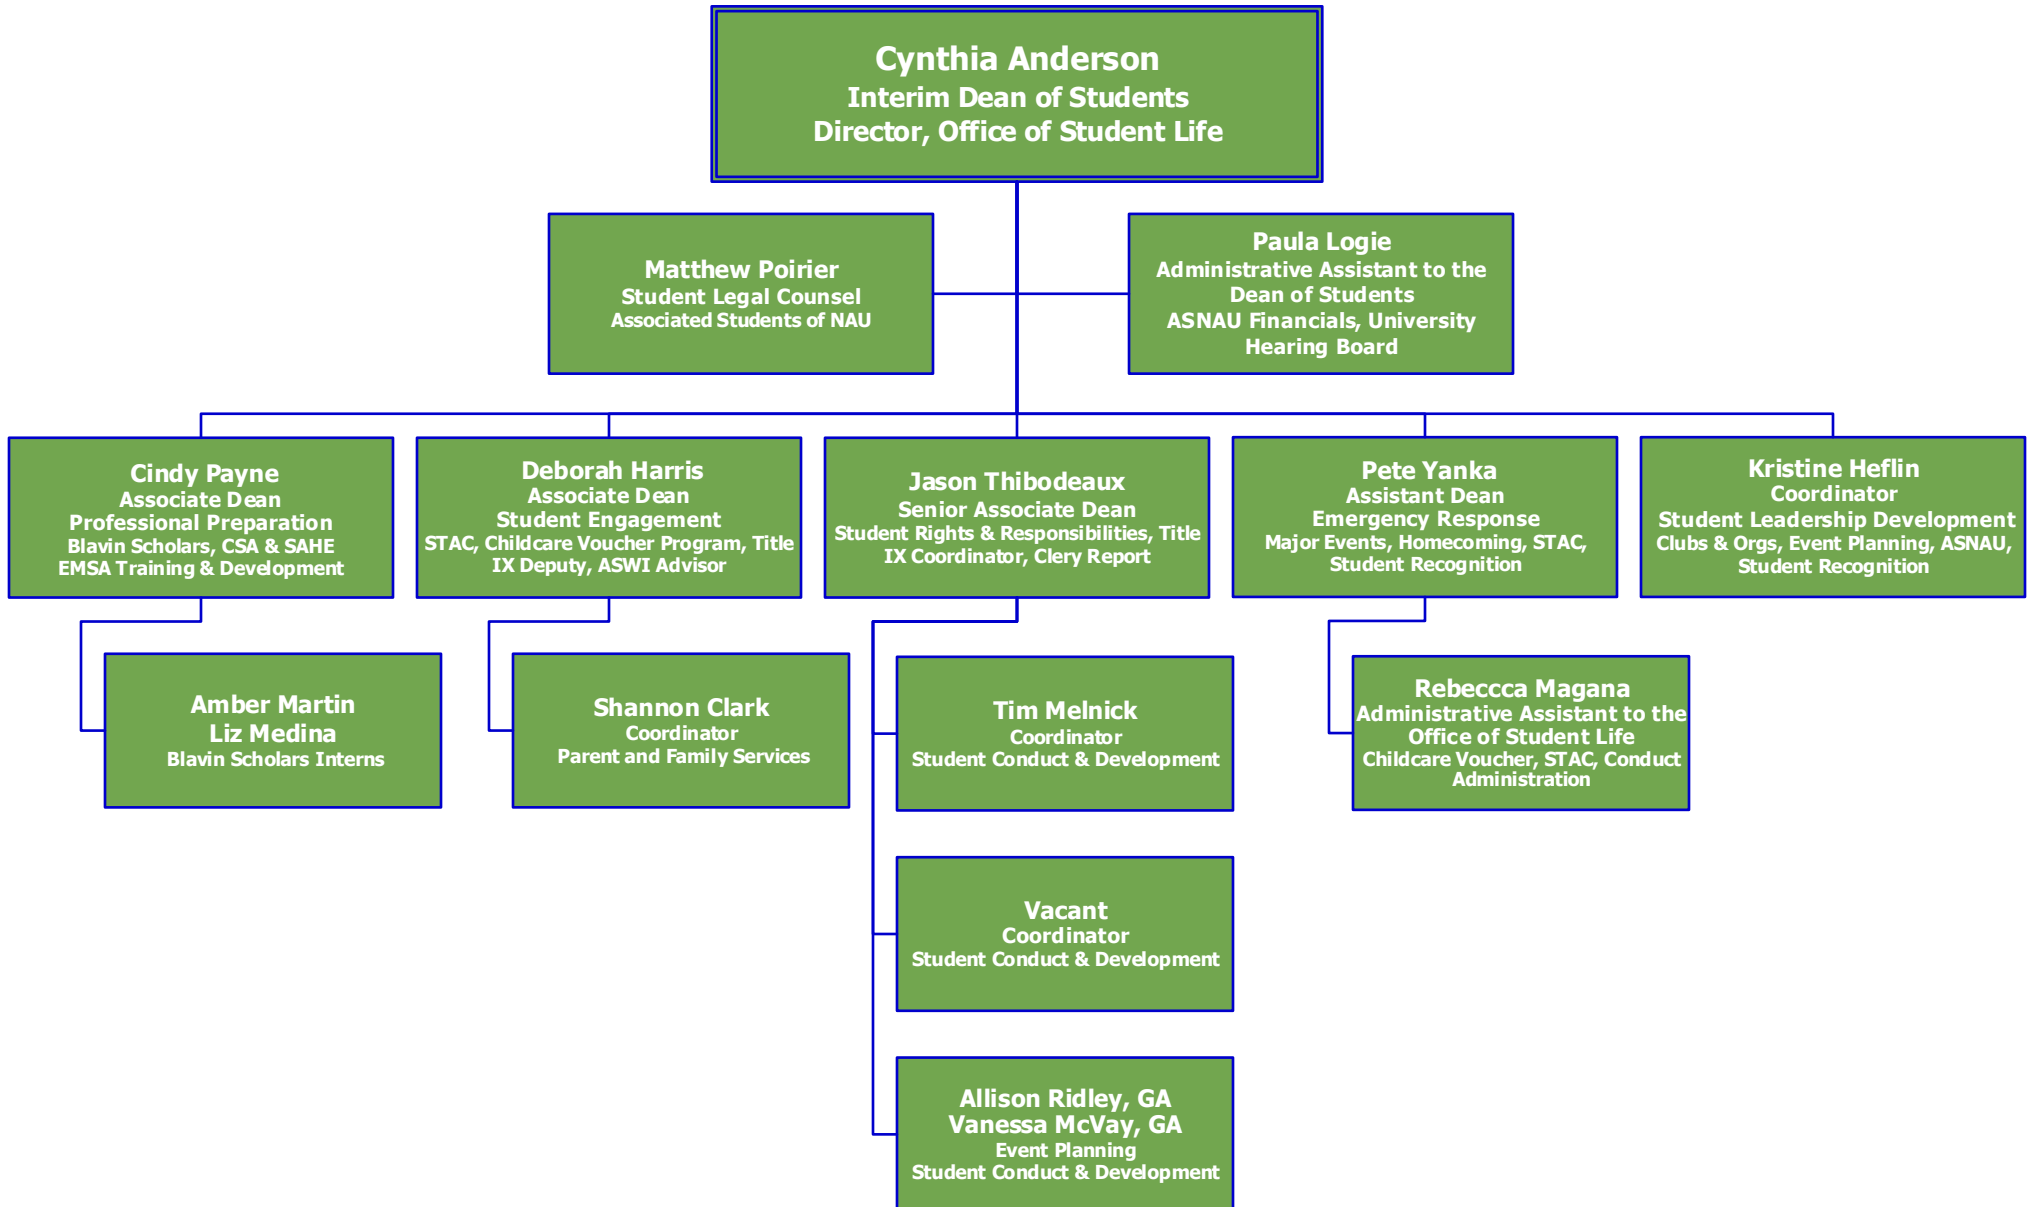 Cynthia Anderson
Interim Dean of Students
Director, Office of Student Life
Matthew Poirier
Student Legal Counsel
Associated Students of NAU
Paula Logie
Administrative Assistant to the
Dean of Students
ASNAU Financials, University
Hearing Board
Cindy Payne
Associate Dean
Professional Preparation
Blavin Scholars, CSA & SAHE
EMSA Training & Development
Deborah Harris
Associate Dean
Student Engagement
STAC, Childcare Voucher Program, Title
IX Deputy, ASWI Advisor
Jason Thibodeaux
Senior Associate Dean
Student Rights & Responsibilities, Title
IX Coordinator, Clery Report
Pete Yanka
Assistant Dean
Emergency Response
Major Events, Homecoming, STAC,
Student Recognition
Kristine Heflin
Coordinator
Student Leadership Development
Clubs & Orgs, Event Planning, ASNAU,
Student Recognition
Amber Martin
Liz Medina
Blavin Scholars Interns
Shannon Clark
Coordinator
Parent and Family Services
Tim Melnick
Coordinator
Student Conduct & Development
Rebeccca Magana
Administrative Assistant to the
Office of Student Life
Childcare Voucher, STAC, Conduct
Administration
Vacant
Coordinator
Student Conduct & Development
Allison Ridley, GA
Vanessa McVay, GA
Event Planning
Student Conduct & Development